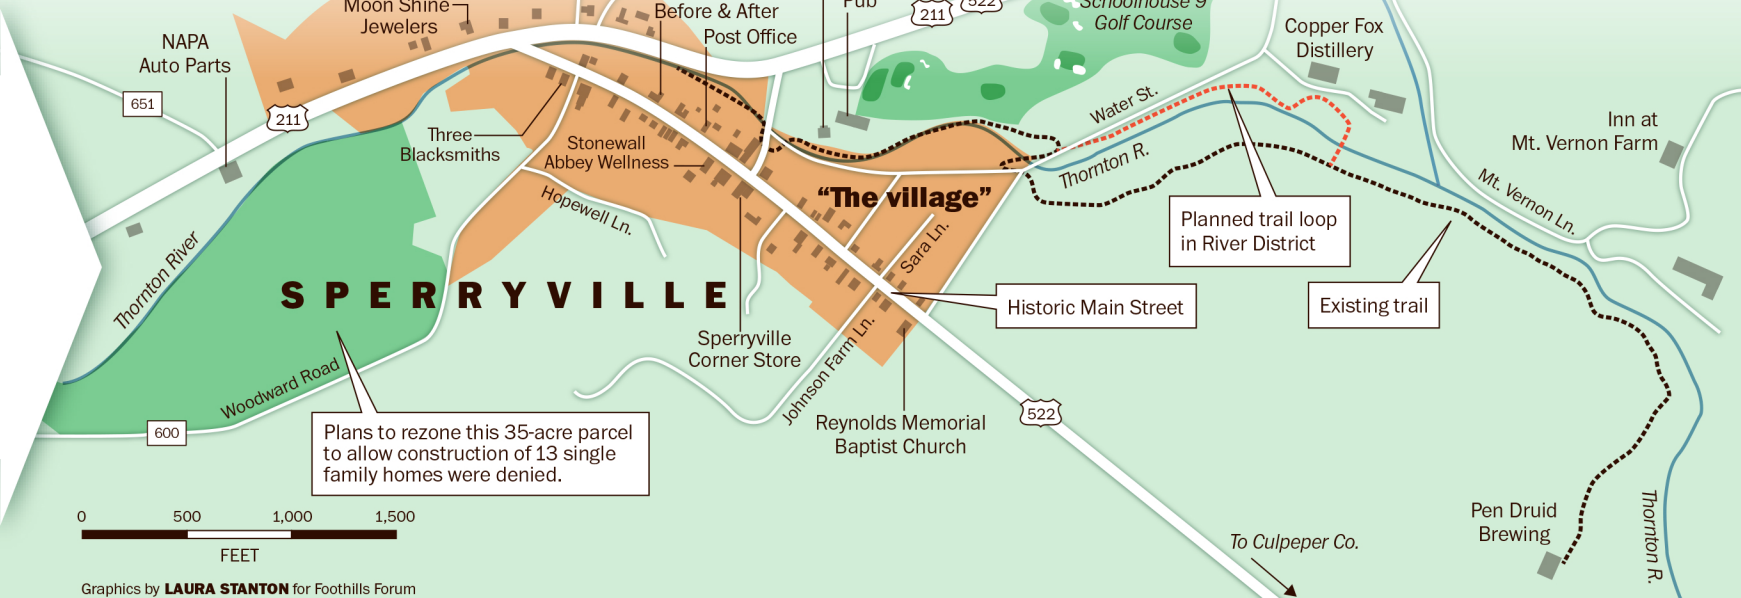 Moon Shine
Jewelers
Before & After
Post Office
Pub
211
522
Schoolhouse 9
Golf Course
Copper Fox
Distillery
NAPA
Auto Parts
651
211
Three
Blacksmiths
Stonewall
Abbey Wellness
Water St.
Thornton R.
Inn at
Mt. Vernon Farm
Mt. Vernon Ln.
Hopewell Ln.
“The village”
Sara Ln.
Planned trail loop
in River District
Thornton River
SPERRYVILLE
Historic Main Street
Existing trail
Sperryville
Corner Store
Johnson Farm Ln.
Woodward Road
600
522
Reynolds Memorial
Baptist Church
Plans to rezone this 35-acre parcel
to allow construction of 13 single
family homes were denied.
Pen Druid
Brewing
Thornton R.
To Culpeper Co.
0 500 1,000 1,500
FEET
Graphics by LAURA STANTON for Foothills Forum